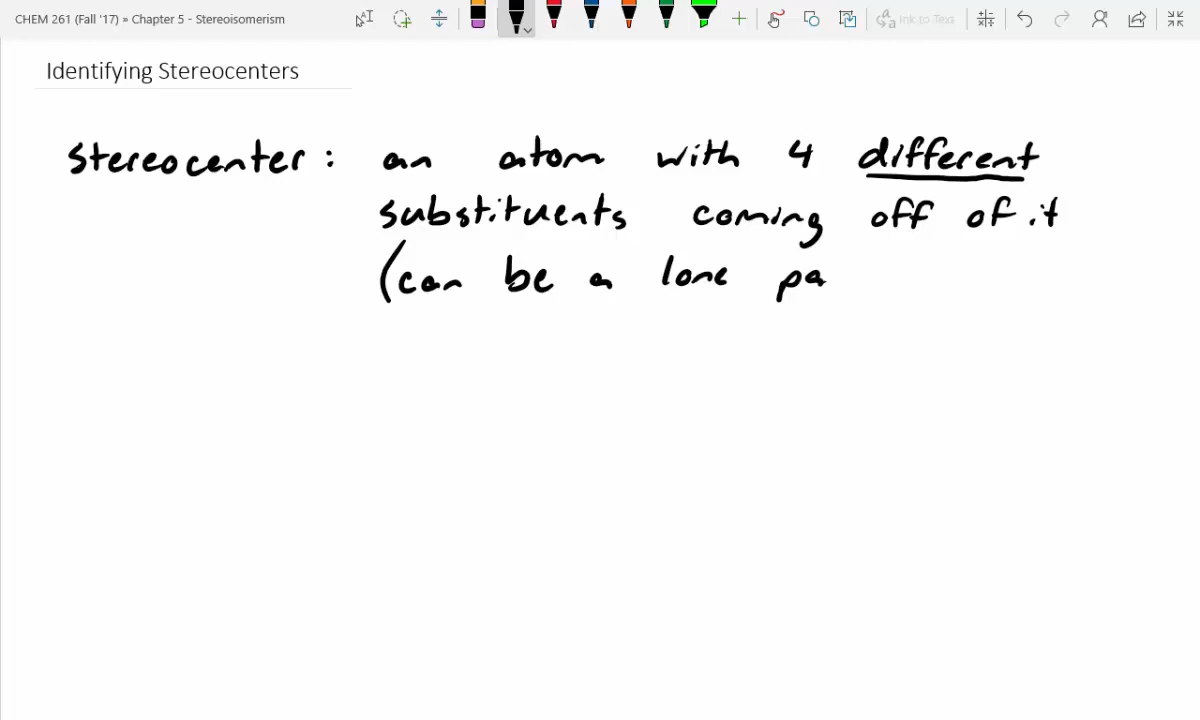 CHEM 261 (Fall '17) » Chapter 5 - Stereoisomerism
Ink to Text
Identifying Stereocenters
Stereocenter: an atom with 4 different
substituents coming off of it
(can be a lone pa